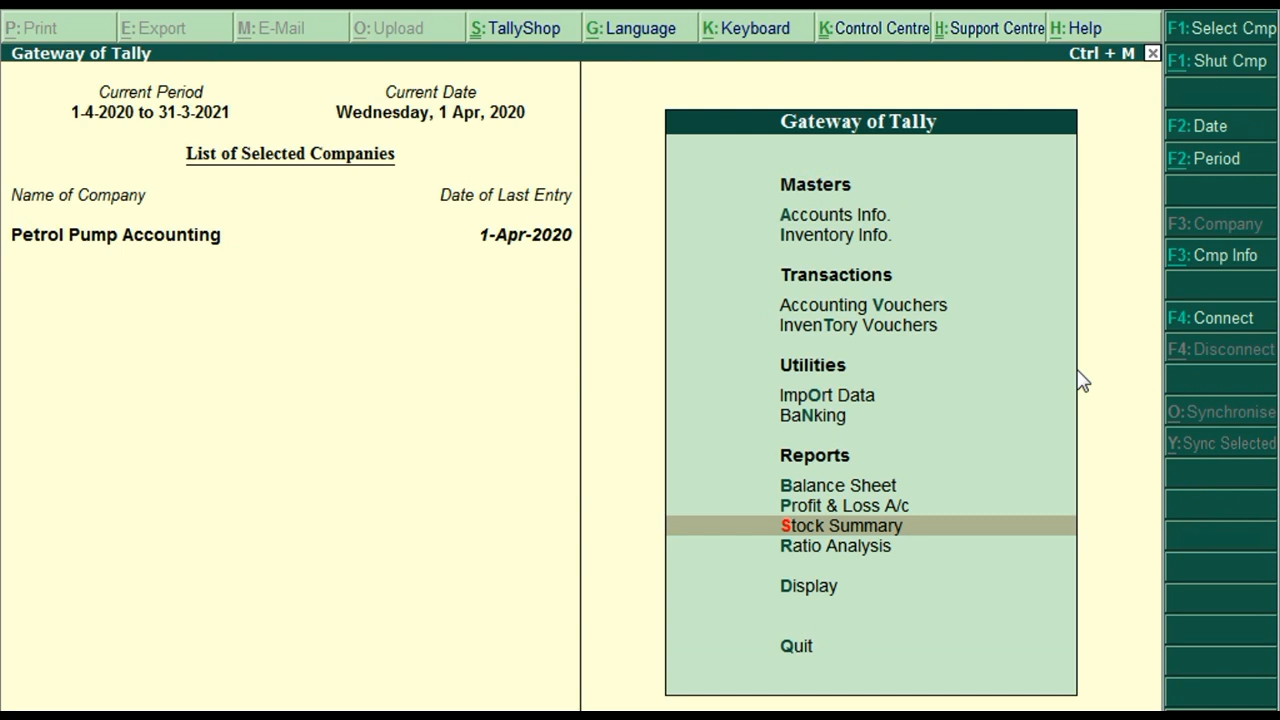 P: Print E: Export M: E-Mail O: Upload S: TallyShop G: Language K: Keyboard K: Control Centre H: Support Centre H: Help
Gateway of Tally Ctrl + M
Current Period Current Date
1-4-2020 to 31-3-2021 Wednesday, 1 Apr, 2020
List of Selected Companies
Name of Company Date of Last Entry
Petrol Pump Accounting 1-Apr-2020
Gateway of Tally
Masters
Accounts Info.
Inventory Info.
Transactions
Accounting Vouchers
InvenTory Vouchers
Utilities
ImpOrt Data
BaNking
Reports
Balance Sheet
Profit & Loss A/c
Stock Summary
Ratio Analysis
Display
Quit
F1: Select Cmp
F1: Shut Cmp
F2: Date
F2: Period
F3: Company
F3: Cmp Info
F4: Connect
F4: Disconnect
O: Synchronise
Y: Sync Selected